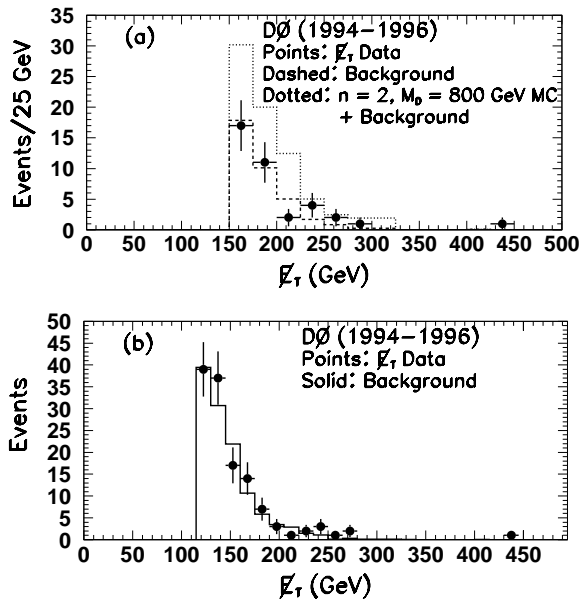 (a)
DØ (1994–1996)
Points: E̸T Data
Dashed: Background
Dotted: n = 2, MD = 800 GeV MC
+ Background
Events/25 GeV
35
30
25
20
15
10
5
0
0 50 100 150 200 250 300 350 400 450 500
E̸T (GeV)
(b)
DØ (1994–1996)
Points: E̸T Data
Solid: Background
Events
50
45
40
35
30
25
20
15
10
5
0
0 50 100 150 200 250 300 350 400 450
E̸T (GeV)